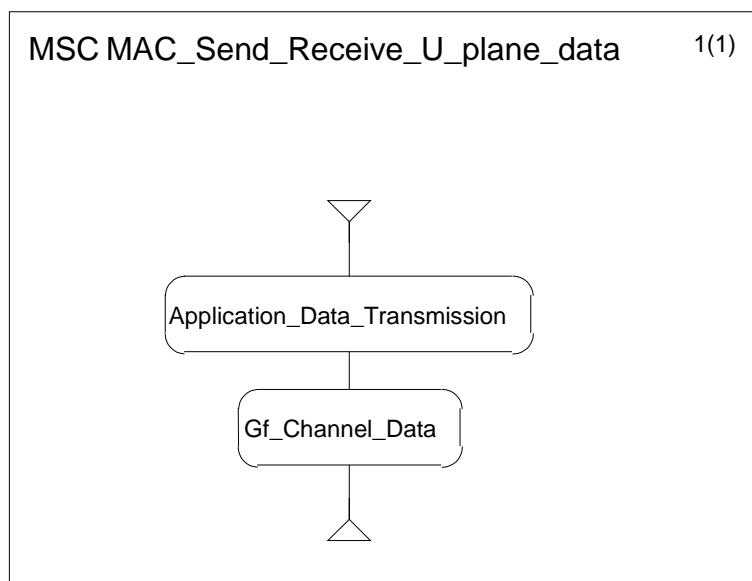 MSC MAC_Send_Receive_U_plane_data 1(1)
Application_Data_Transmission
Gf_Channel_Data